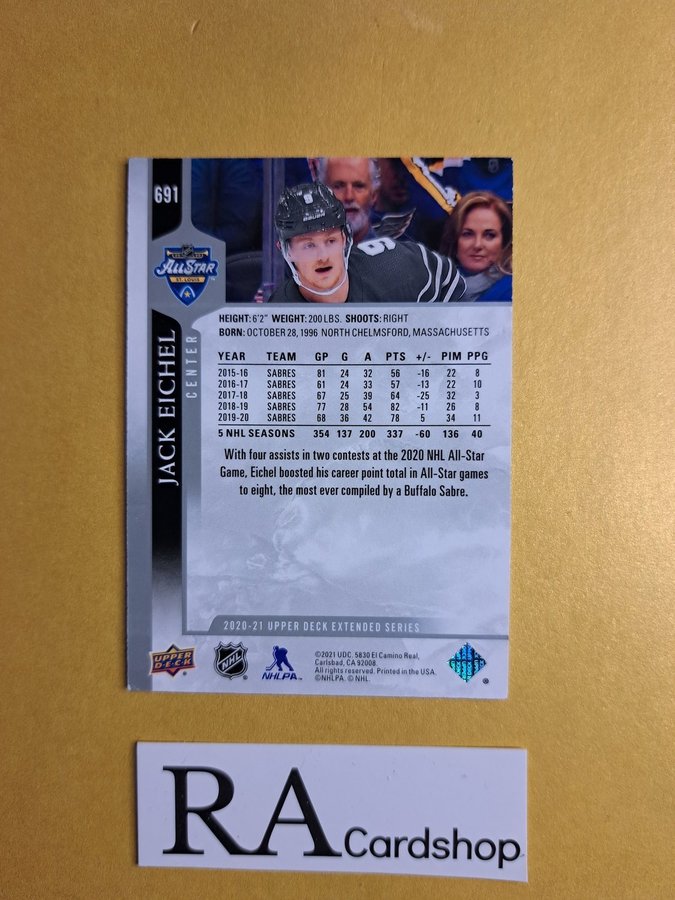 691
ALL STAR
ST. LOUIS
JACK EICHEL
CENTER
9
HEIGHT: 6'2" WEIGHT: 200 LBS. SHOOTS: RIGHT
BORN: OCTOBER 28, 1996 NORTH CHELMSFORD, MASSACHUSETTS
YEAR TEAM GP G A PTS +/- PIM PPG
2015-16 SABRES 81 24 32 56 -16 22 8
2016-17 SABRES 61 24 33 57 -13 22 10
2017-18 SABRES 67 25 39 64 -25 32 3
2018-19 SABRES 77 28 54 82 -11 26 8
2019-20 SABRES 68 36 42 78 5 34 11
5 NHL SEASONS 354 137 200 337 -60 136 40
With four assists in two contests at the 2020 NHL All-Star
Game, Eichel boosted his career point total in All-Star games
to eight, the most ever compiled by a Buffalo Sabre.
2020-21 UPPER DECK EXTENDED SERIES
UPPER DECK
NHL
NHLPA
©2021 UDC. 5830 El Camino Real,
Carlsbad, CA 92008.
All rights reserved. Printed in the USA.
©NHLPA. © NHL.
RA Cardshop